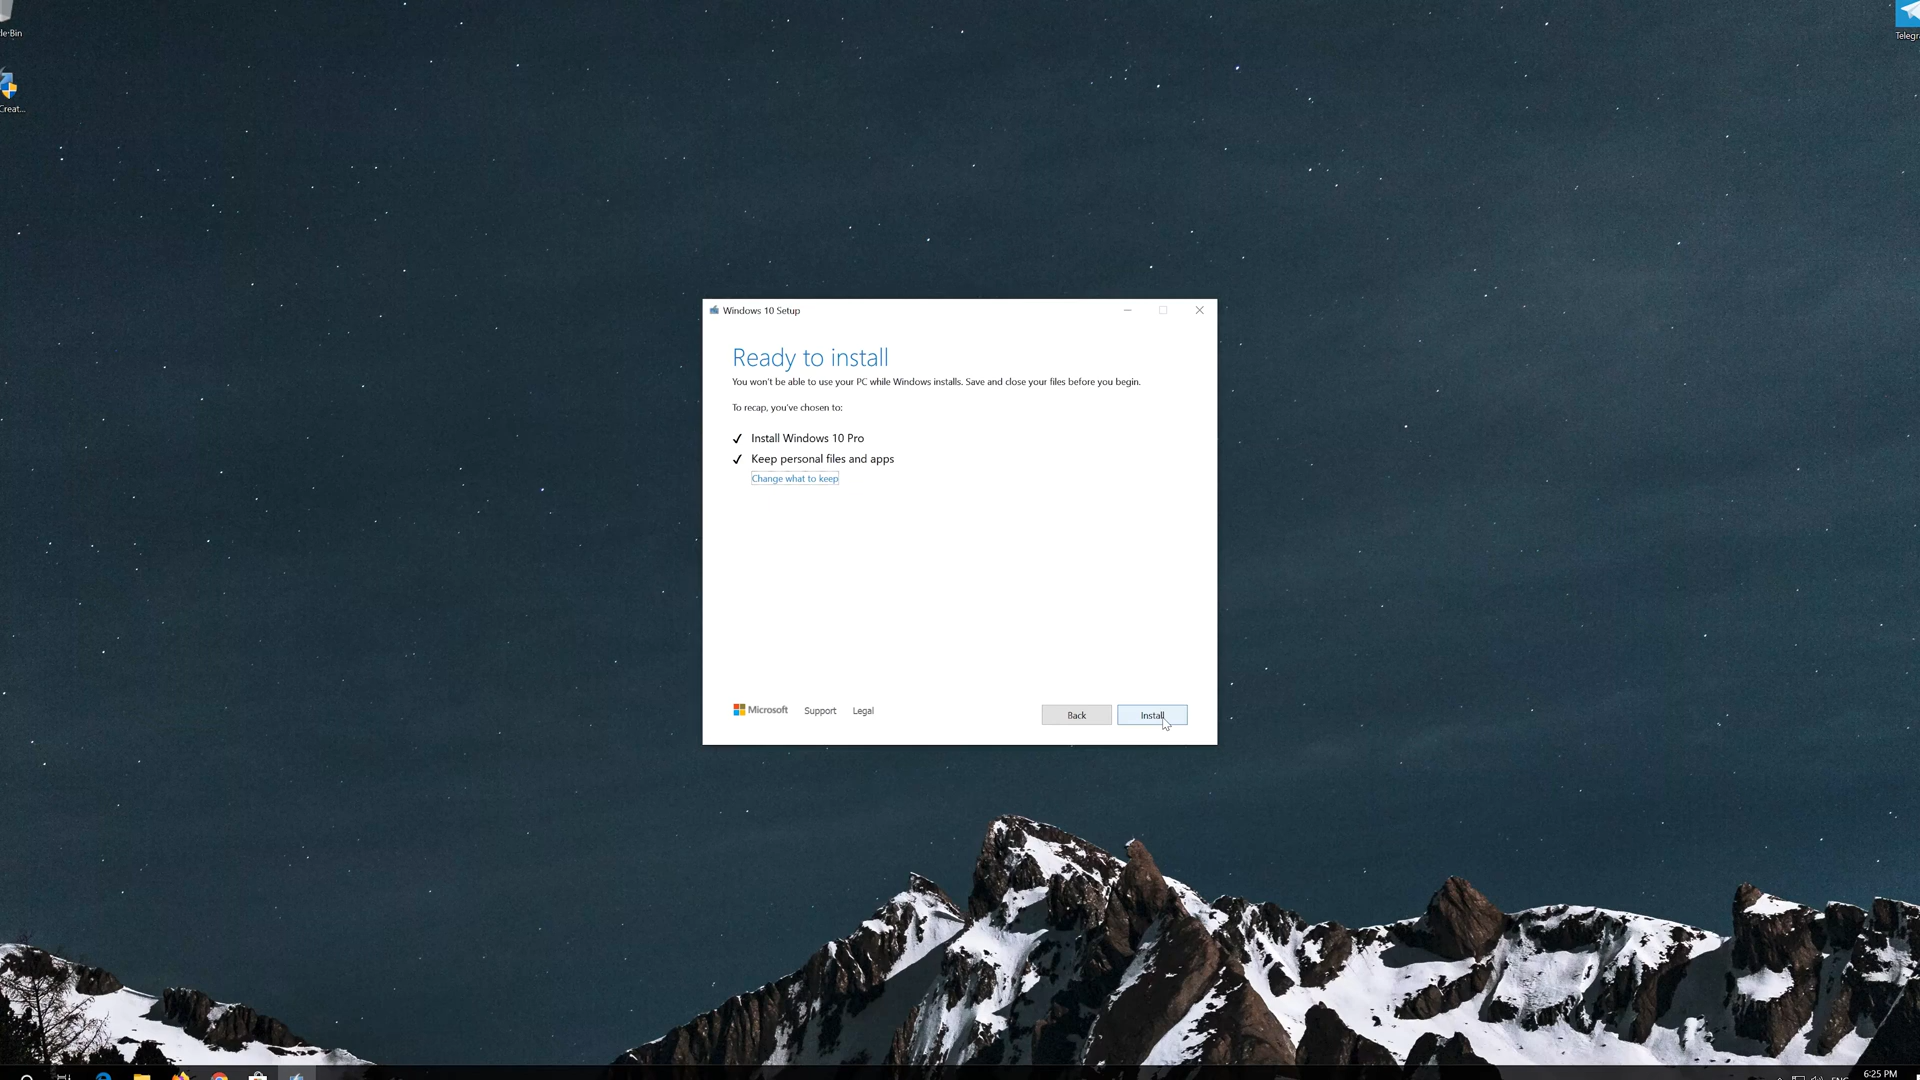 le Bin
Creat...
Telegr
Windows 10 Setup
Ready to install
You won't be able to use your PC while Windows installs. Save and close your files before you begin.
To recap, you've chosen to:
✓ Install Windows 10 Pro
✓ Keep personal files and apps
Change what to keep
Microsoft Support Legal
Back Install
6:25 PM